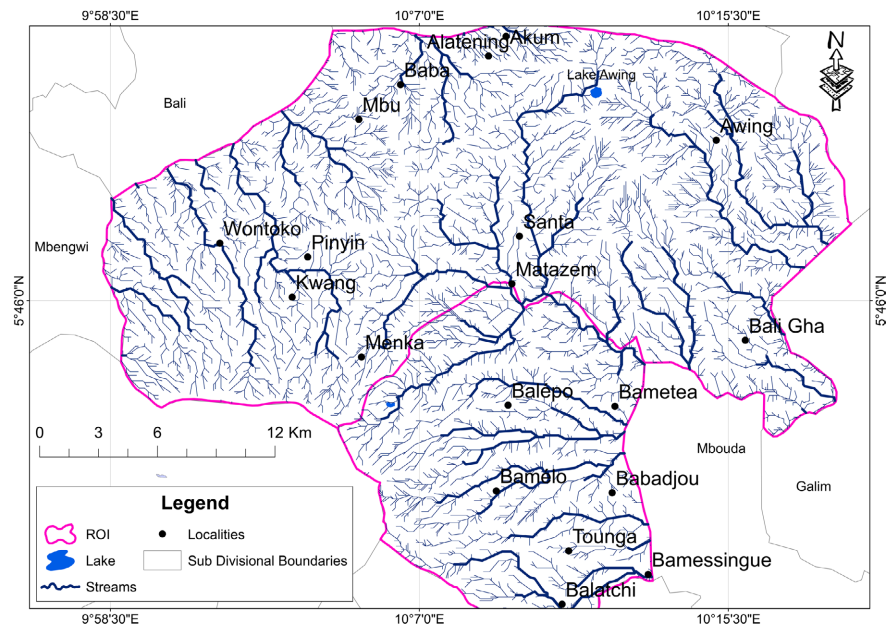 9°58'30"E 10°7'0"E 10°15'30"E
N
Alatening Akum
Lake Awing
Baba
Bali
Mbu
Awing
Sanfa
Wontoko
Pinyin
Mbengwi
Matazem
Kwang
5°46'0"N 5°46'0"N
Bali Gha
Menka
Balepo Bametea
0 3 6 12 Km
Mbouda
Bamelo Babadjou
Galim
Legend
ROI Localities
Lake Sub Divisional Boundaries
Streams
Tounga
Bamessingue
Balatchi
9°58'30"E 10°7'0"E 10°15'30"E